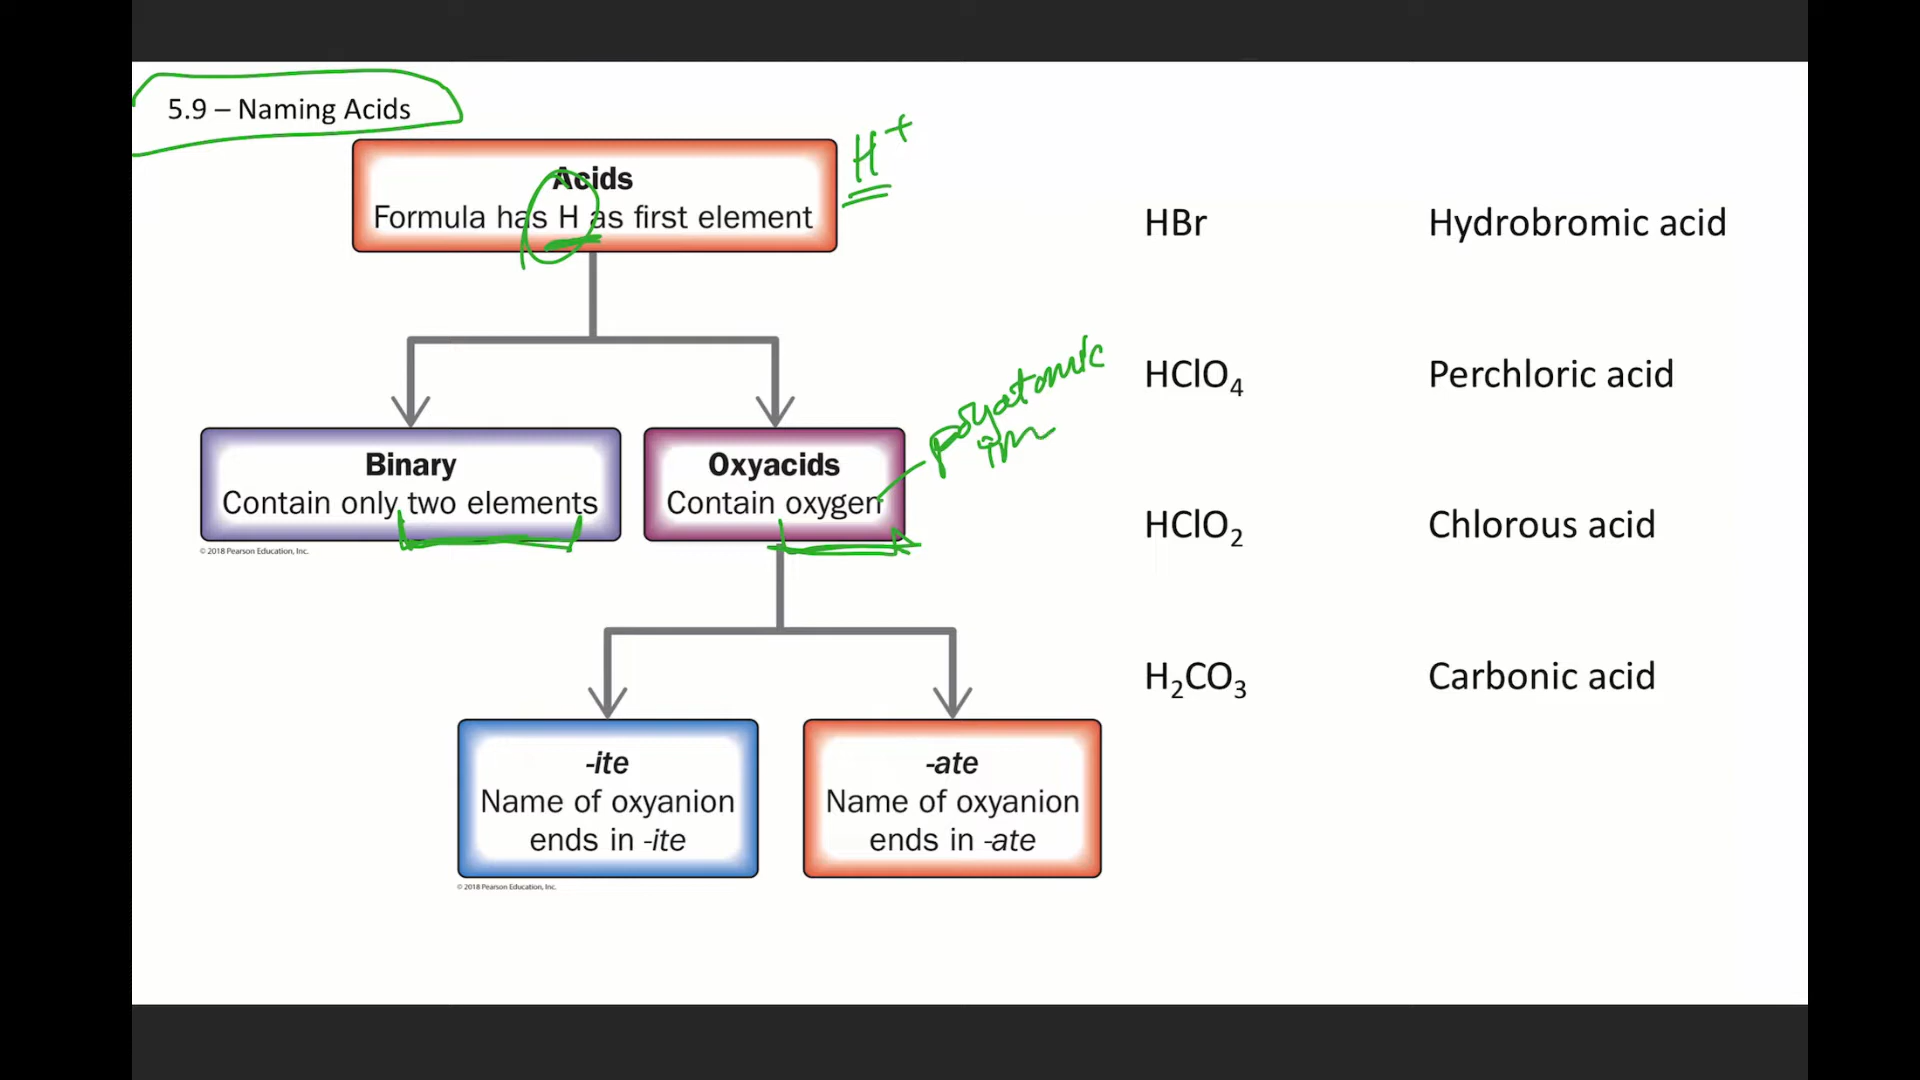 5.9 – Naming Acids
Acids
Formula has H as first element
H⁺
HBr
Hydrobromic acid
polyatomic
ion
HClO₄
Perchloric acid
Binary
Contain only two elements
Oxyacids
Contain oxygen
© 2018 Pearson Education, Inc.
HClO₂
Chlorous acid
H₂CO₃
Carbonic acid
-ite
Name of oxyanion
ends in -ite
-ate
Name of oxyanion
ends in -ate
© 2018 Pearson Education, Inc.